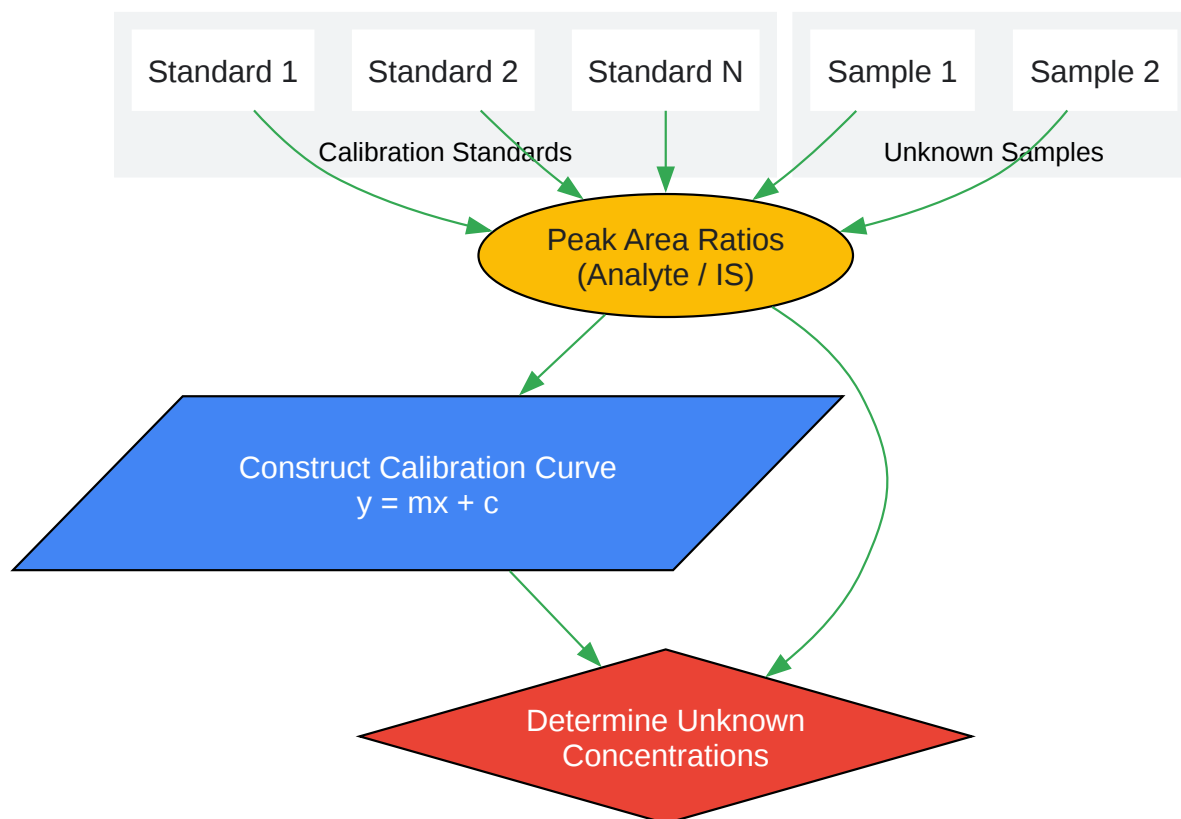 Standard 1
Standard 2
Standard N
Sample 1
Sample 2
Calibration Standards
Unknown Samples
Peak Area Ratios
(Analyte / IS)
Construct Calibration Curve
y = mx + c
Determine Unknown
Concentrations